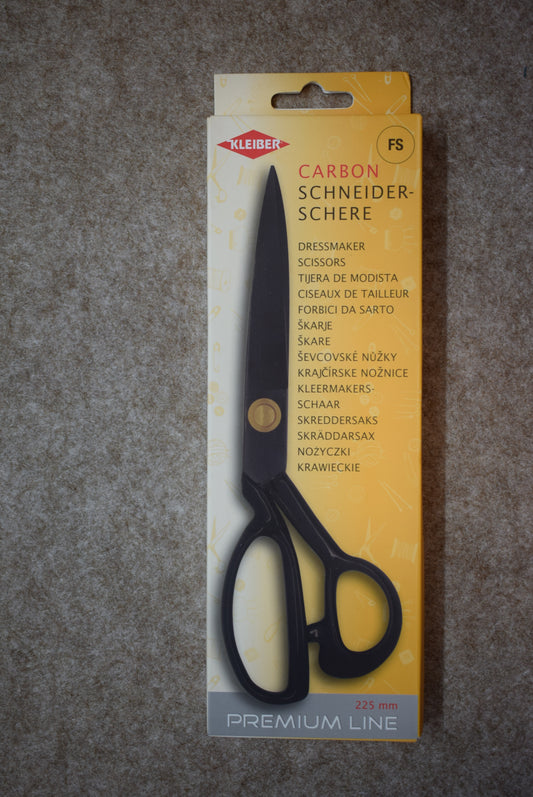 KLEIBER
FS
CARBON
SCHNEIDER-
SCHERE
DRESSMAKER
SCISSORS
TIJERA DE MODISTA
CISEAUX DE TAILLEUR
FORBICI DA SARTO
ŠKARJE
ŠKARE
ŠEVCOVSKÉ NŮŽKY
KRAJČÍRSKE NOŽNICE
KLEERMAKERS-
SCHAAR
SKREDDERSAKS
SKRÄDDARSAX
NOŻYCZKI
KRAWIECKIE
225 mm
PREMIUM LINE